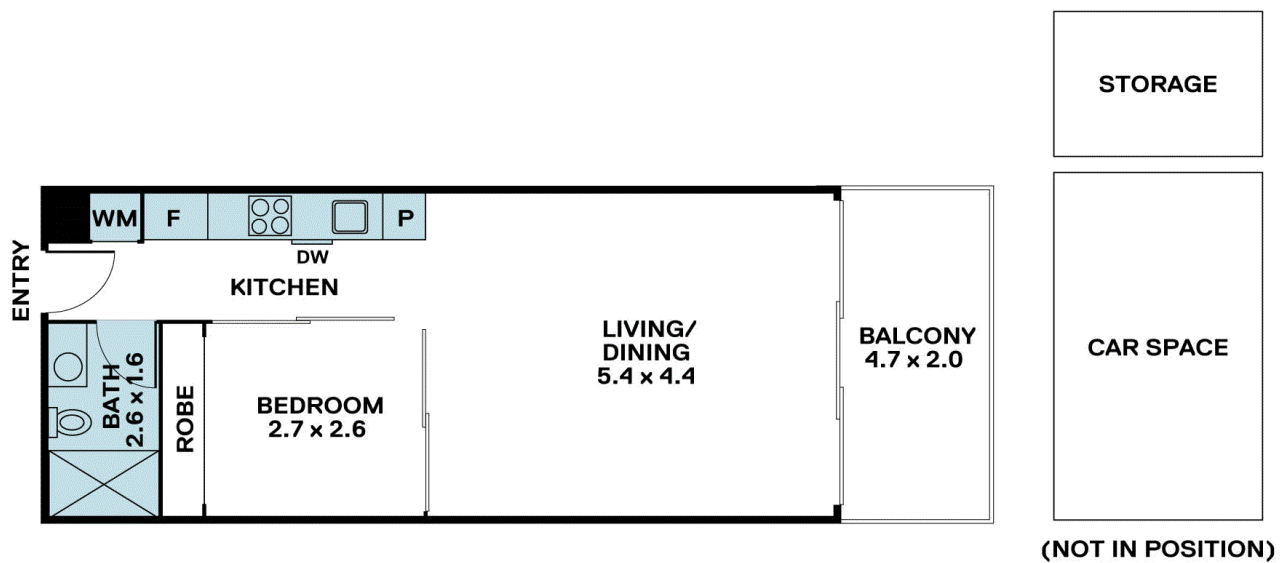 STORAGE
WM
F
P
DW
ENTRY
KITCHEN
LIVING/
DINING
5.4 x 4.4
BALCONY
4.7 x 2.0
CAR SPACE
BATH
2.6 x 1.6
ROBE
BEDROOM
2.7 x 2.6
(NOT IN POSITION)